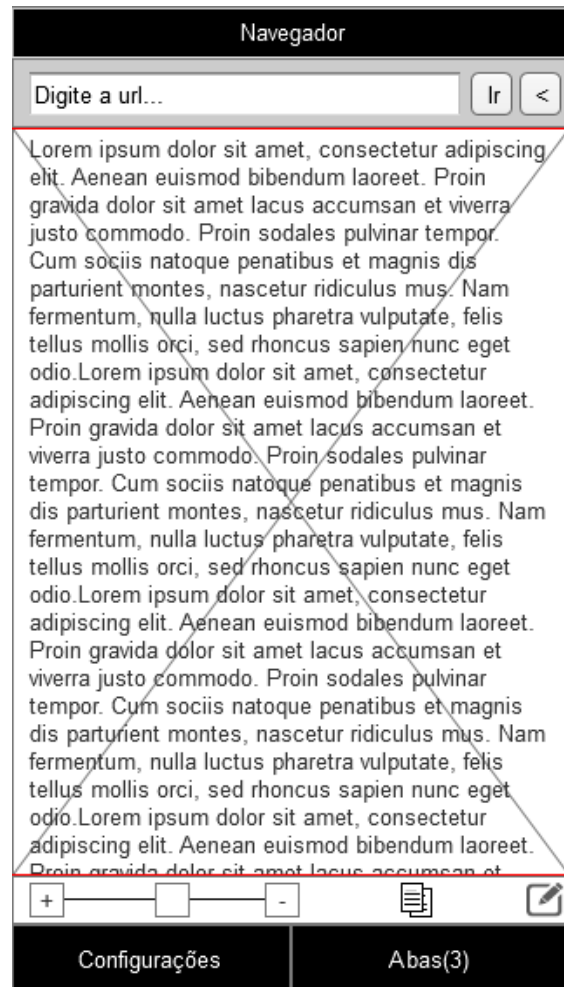 Navegador
Digite a url...
Ir
<
Lorem ipsum dolor sit amet, consectetur adipiscing
elit. Aenean euismod bibendum laoreet. Proin
gravida dolor sit amet lacus accumsan et viverra
justo commodo. Proin sodales pulvinar tempor.
Cum sociis natoque penatibus et magnis dis
parturient montes, nascetur ridiculus mus. Nam
fermentum, nulla luctus pharetra vulputate, felis
tellus mollis orci, sed rhoncus sapien nunc eget
odio.Lorem ipsum dolor sit amet, consectetur
adipiscing elit. Aenean euismod bibendum laoreet.
Proin gravida dolor sit amet lacus accumsan et
viverra justo commodo. Proin sodales pulvinar
tempor. Cum sociis natoque penatibus et magnis
dis parturient montes, nascetur ridiculus mus. Nam
fermentum, nulla luctus pharetra vulputate, felis
tellus mollis orci, sed rhoncus sapien nunc eget
odio.Lorem ipsum dolor sit amet, consectetur
adipiscing elit. Aenean euismod bibendum laoreet.
Proin gravida dolor sit amet lacus accumsan et
viverra justo commodo. Proin sodales pulvinar
tempor. Cum sociis natoque penatibus et magnis
dis parturient montes, nascetur ridiculus mus. Nam
fermentum, nulla luctus pharetra vulputate, felis
tellus mollis orci, sed rhoncus sapien nunc eget
odio.Lorem ipsum dolor sit amet, consectetur
adipiscing elit. Aenean euismod bibendum laoreet.
Proin gravida dolor sit amet lacus accumsan et
+
-
Configurações
Abas(3)